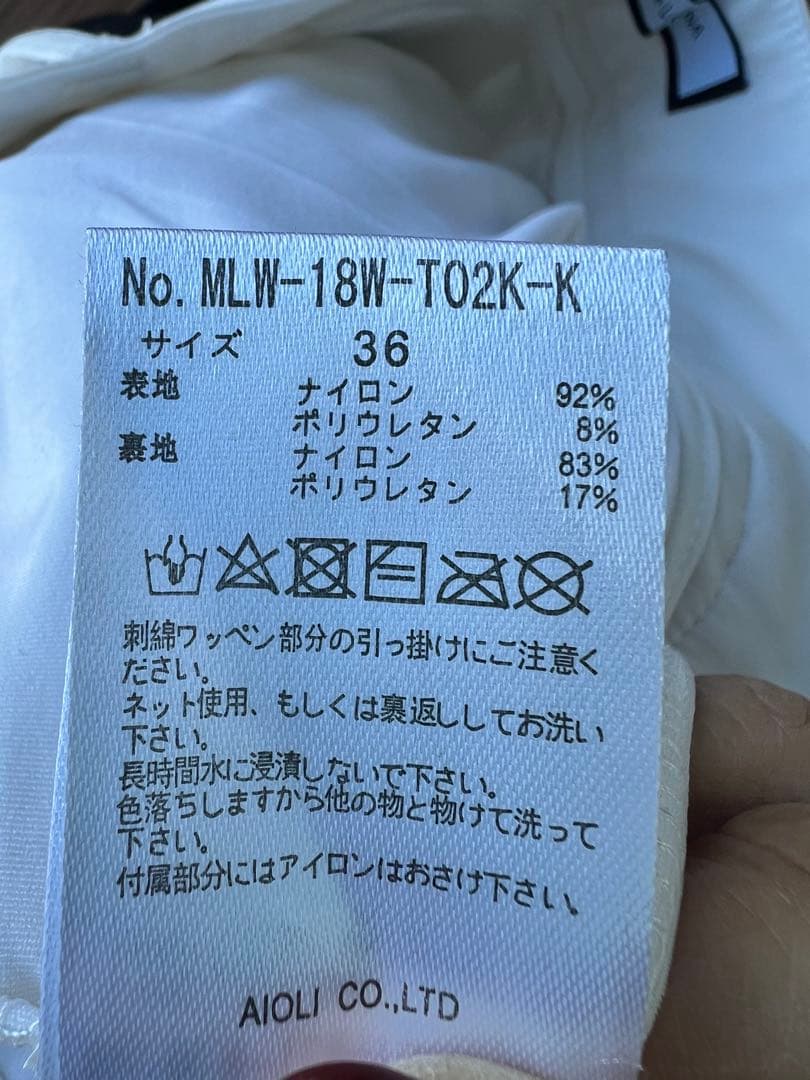 No. MLW-18W-T02K-K
サイズ 36
表地 ナイロン 92%
ポリウレタン 8%
裏地 ナイロン 83%
ポリウレタン 17%
刺綿ワッペン部分の引っ掛けにご注意く
ださい。
ネット使用、もしくは裏返ししてお洗い
下さい。
長時間水に浸漬しないで下さい。
色落ちしますから他の物と物けて洗って
下さい。
付属部分にはアイロンはおさけ下さい。
AIOLI CO.,LTD